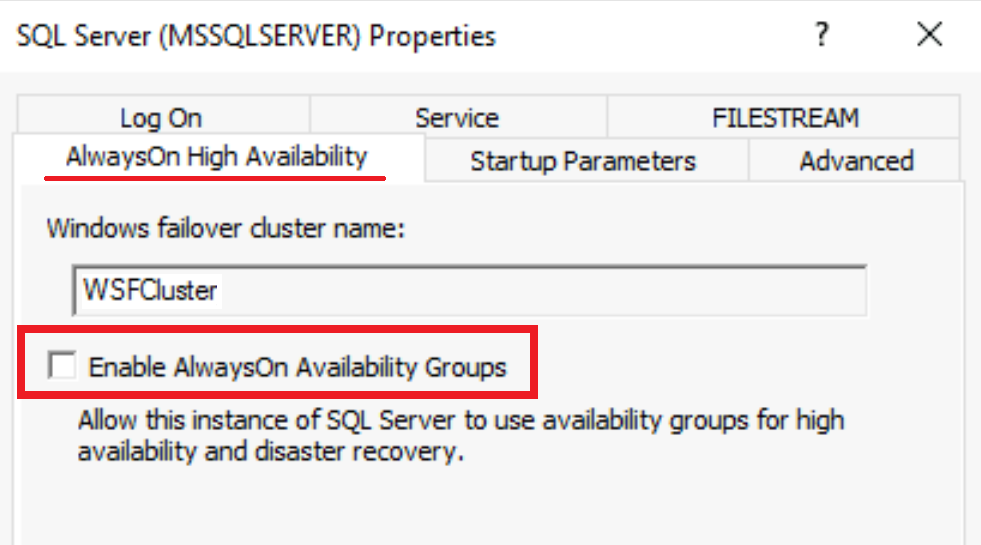 SQL Server (MSSQLSERVER) Properties ?
Log On Service FILESTREAM
AlwaysOn High Availability Startup Parameters Advanced
Windows failover cluster name:
WSFCluster
Enable AlwaysOn Availability Groups
Allow this instance of SQL Server to use availability groups for high
availability and disaster recovery.